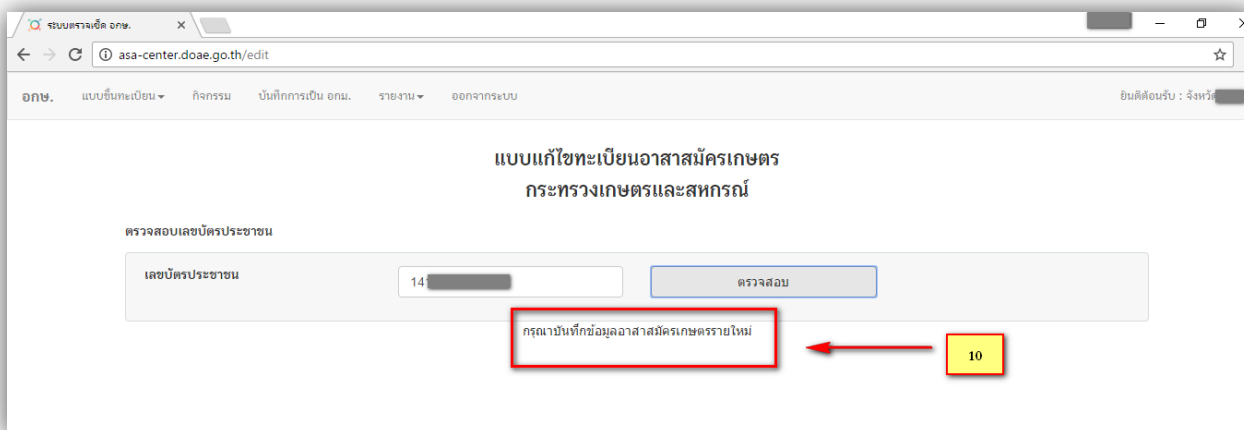 ระบบตรวจเช็ค อกษ.
asa-center.doae.go.th/edit
อกษ. แบบขึ้นทะเบียน กิจกรรม บันทึกการเป็น อกม. รายงาน ออกจากระบบ ยินดีต้อนรับ : จังหวัด
แบบแก้ไขทะเบียนอาสาสมัครเกษตร
กระทรวงเกษตรและสหกรณ์
ตรวจสอบเลขบัตรประชาชน
เลขบัตรประชาชน 141 ตรวจสอบ
กรุณาบันทึกข้อมูลอาสาสมัครเกษตรรายใหม่
10